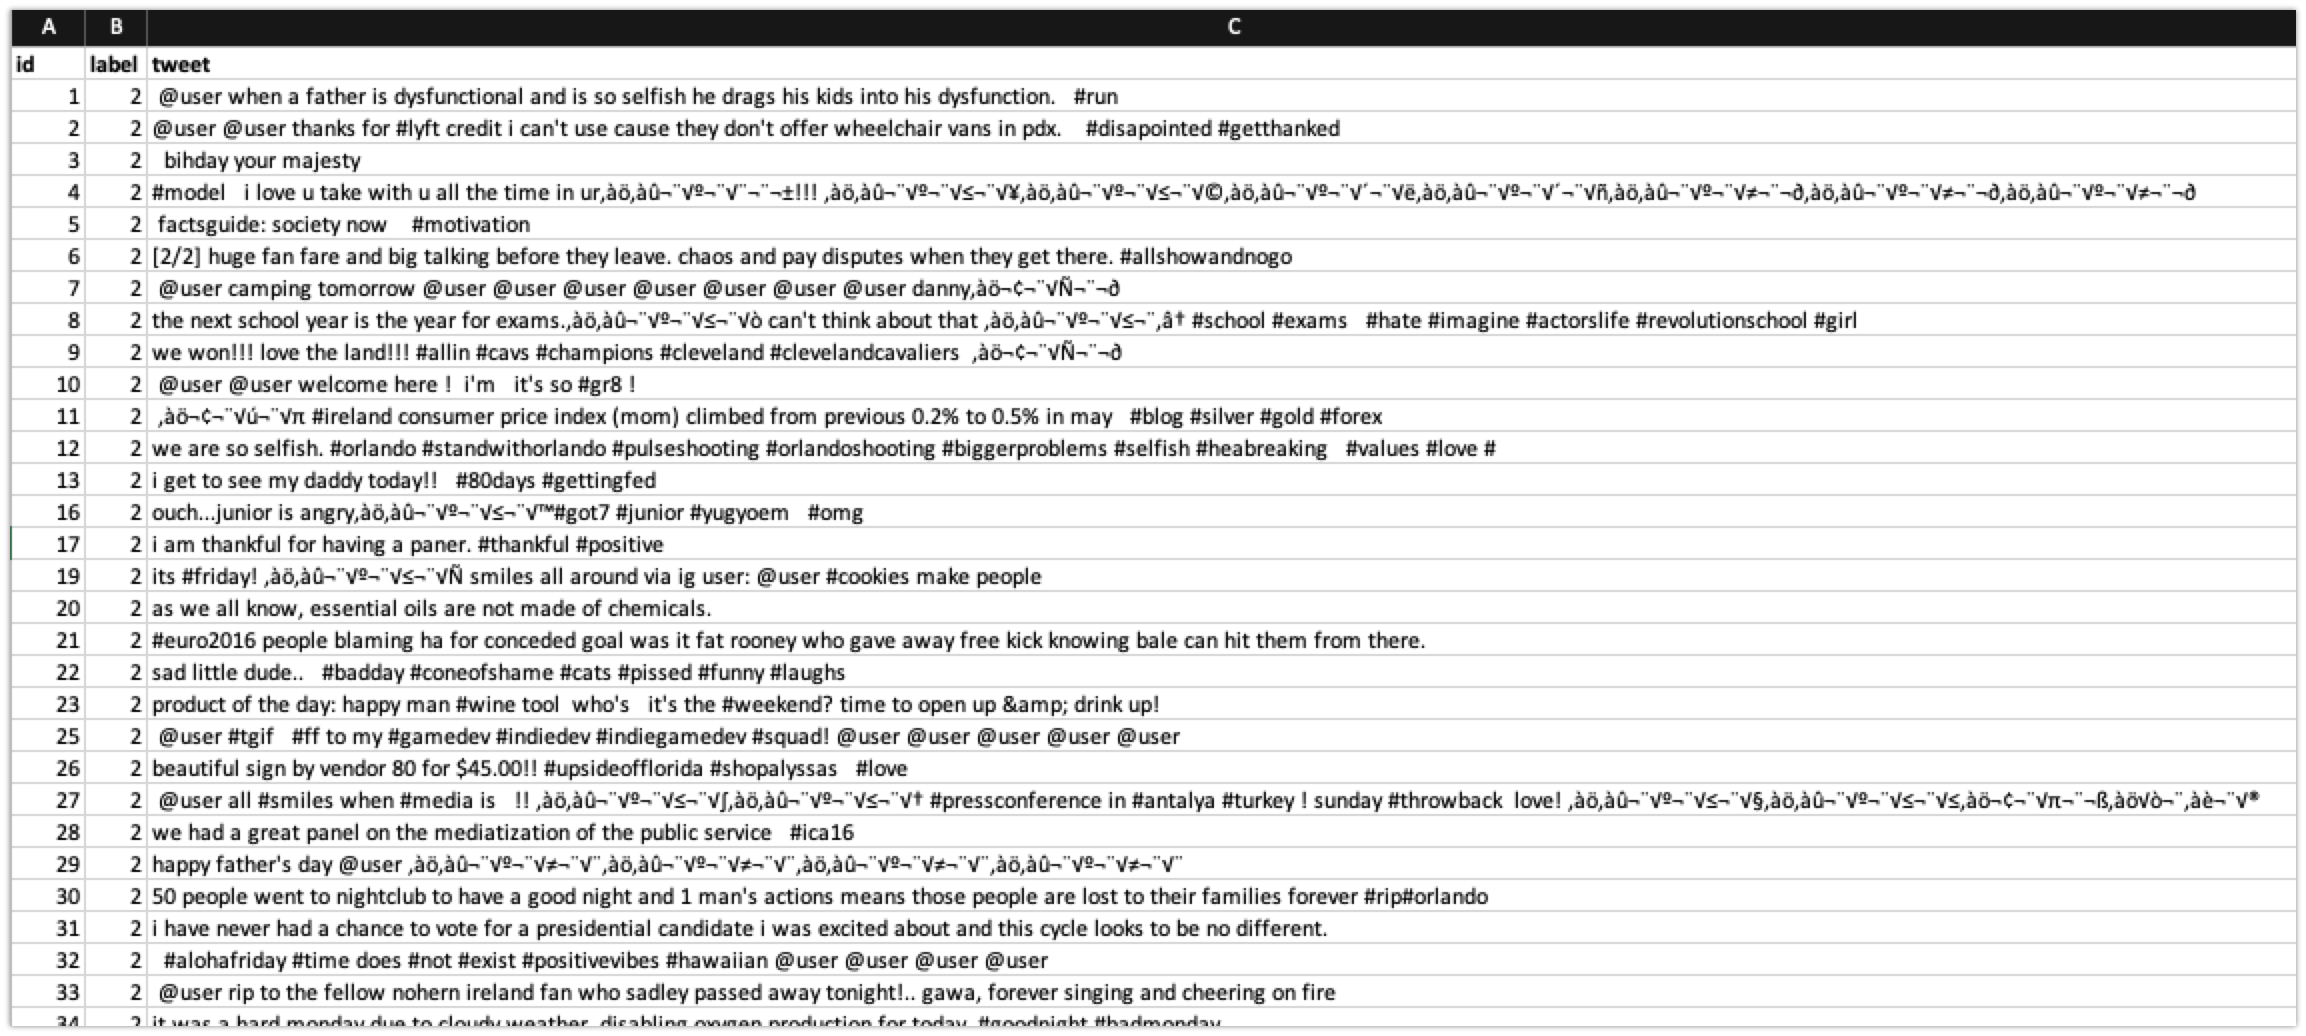 A B C
id label tweet
1 2 @user when a father is dysfunctional and is so selfish he drags his kids into his dysfunction. #run
2 2 @user @user thanks for #lyft credit i can't use cause they don't offer wheelchair vans in pdx. #disapointed #getthanked
3 2 bihday your majesty
4 2 #model i love u take with u all the time in ur,àö,àû¬¨¨√º¬¨¨√¨¬¨¬±!!! ,àö,àû¬¨¨√º¬¨¨√≤¬¨¨√¥,àö,àû¬¨¨√º¬¨¨√≤¬¨¨√©,àö,àû¬¨¨√º¬¨¨√´¬¨¨√ë,àö,àû¬¨¨√º¬¨¨√´¬¨¨√ñ,àö,àû¬¨¨√º¬¨¨√≠¬¨¬∂,àö,àû¬¨¨√º¬¨¨√≠¬¨¬∂,àö,àû¬¨¨√º¬¨¨√≠¬¨¬∂
5 2 factsguide: society now #motivation
6 2 [2/2] huge fan fare and big talking before they leave. chaos and pay disputes when they get there. #allshowandnogo
7 2 @user camping tomorrow @user @user @user @user @user @user @user danny,àö¬¢¬¨¨√Ѭ¨¬∂
8 2 the next school year is the year for exams.,àö,àû¬¨¨√º¬¨¨√≤¬¨¨√ò can't think about that ,àö,àû¬¨¨√º¬¨¨√≤¬¨¨,â† #school #exams #hate #imagine #actorslife #revolutionschool #girl
9 2 we won!!! love the land!!! #allin #cavs #champions #cleveland #clevelandcavaliers ,àö¬¢¬¨¨√Ѭ¨¬∂
10 2 @user @user welcome here ! i'm it's so #gr8 !
11 2 ,àö¬¢¬¨¨√ú¬¨¨√π #ireland consumer price index (mom) climbed from previous 0.2% to 0.5% in may #blog #silver #gold #forex
12 2 we are so selfish. #orlando #standwithorlando #pulseshooting #orlandoshooting #biggerproblems #selfish #heabreaking #values #love #
13 2 i get to see my daddy today!! #80days #gettingfed
16 2 ouch...junior is angry,àö,àû¬¨¨√º¬¨¨√≤¬¨¨√™#got7 #junior #yugyoem #omg
17 2 i am thankful for having a paner. #thankful #positive
19 2 its #friday! ,àö,àû¬¨¨√º¬¨¨√≤¬¨¨√Ñ smiles all around via ig user: @user #cookies make people
20 2 as we all know, essential oils are not made of chemicals.
21 2 #euro2016 people blaming ha for conceded goal was it fat rooney who gave away free kick knowing bale can hit them from there.
22 2 sad little dude.. #badday #coneofshame #cats #pissed #funny #laughs
23 2 product of the day: happy man #wine tool who's it's the #weekend? time to open up &amp; drink up!
25 2 @user #tgif #ff to my #gamedev #indiedev #indiegamedev #squad! @user @user @user @user @user
26 2 beautiful sign by vendor 80 for $45.00!! #upsideofflorida #shopalyssas #love
27 2 @user all #smiles when #media is !! ,àö,àû¬¨¨√º¬¨¨√≤¬¨¨√∫,àö,àû¬¨¨√º¬¨¨√≤¬¨¨√† #pressconference in #antalya #turkey ! sunday #throwback love! ,àö,àû¬¨¨√º¬¨¨√≤¬¨¨√§,àö,àû¬¨¨√º¬¨¨√≤¬¨¨√≤,àö¬¢¬¨¨√π¬¨¬ß,àö√ò¬¨¨,àè¬¨¨√®
28 2 we had a great panel on the mediatization of the public service #ica16
29 2 happy father's day @user ,àö,àû¬¨¨√º¬¨¨√≠¬¨¨√¨,àö,àû¬¨¨√º¬¨¨√≠¬¨¨√¨,àö,àû¬¨¨√º¬¨¨√≠¬¨¨√¨,àö,àû¬¨¨√º¬¨¨√≠¬¨¨√¨
30 2 50 people went to nightclub to have a good night and 1 man's actions means those people are lost to their families forever #rip#orlando
31 2 i have never had a chance to vote for a presidential candidate i was excited about and this cycle looks to be no different.
32 2 #alohafriday #time does #not #exist #positivevibes #hawaiian @user @user @user @user
33 2 @user rip to the fellow nohern ireland fan who sadley passed away tonight!.. gawa, forever singing and cheering on fire
34 2 it was a hard monday due to cloudy weather. disabling oxygen production for today. #goodnight #badmonday